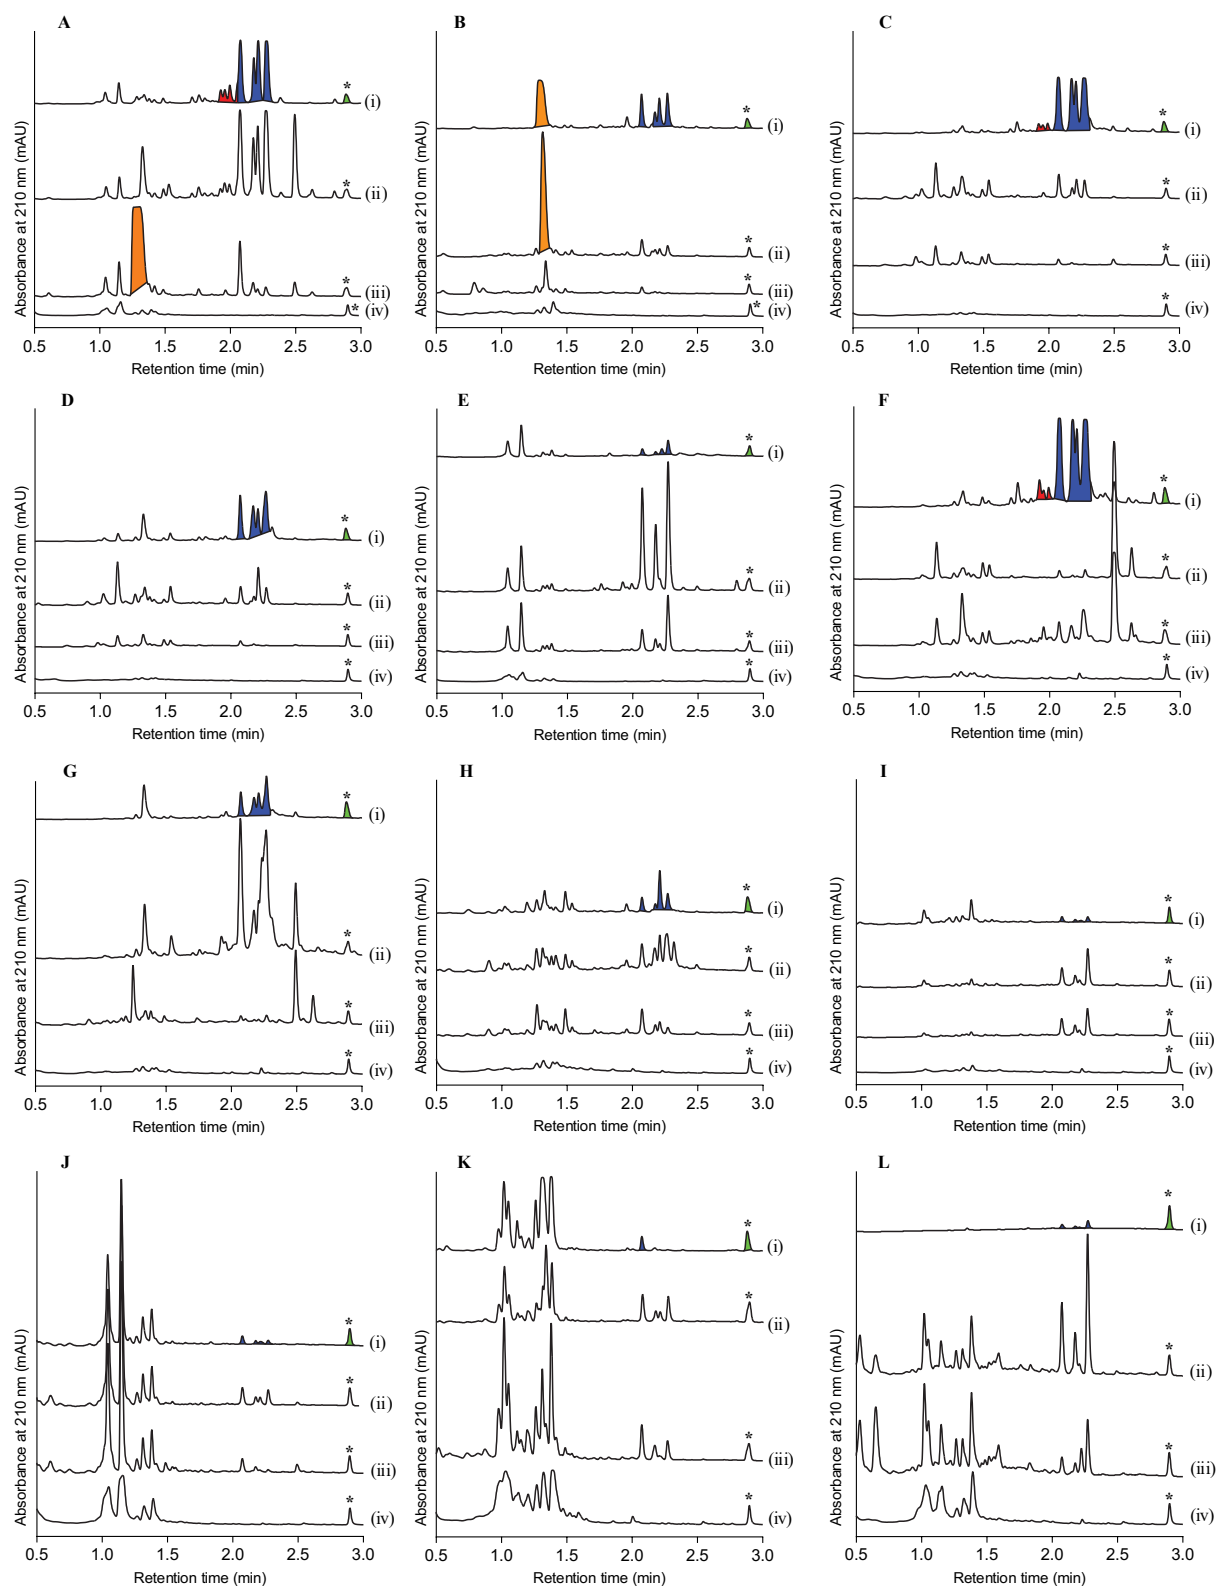 A B C
Absorbance at 210 nm (mAU) Absorbance at 210 nm (mAU) Absorbance at 210 nm (mAU)
* (i) * (i) * (i)
* (ii) * (ii) * (ii)
* (iii) * (iii) * (iii)
* (iv) * (iv) * (iv)
0.5 1.0 1.5 2.0 2.5 3.0 0.5 1.0 1.5 2.0 2.5 3.0 0.5 1.0 1.5 2.0 2.5 3.0
Retention time (min) Retention time (min) Retention time (min)
D E F
Absorbance at 210 nm (mAU) Absorbance at 210 nm (mAU) Absorbance at 210 nm (mAU)
* (i) * (i) * (i)
* (ii) * (ii) * (ii)
* (iii) * (iii) * (iii)
* (iv) * (iv) * (iv)
0.5 1.0 1.5 2.0 2.5 3.0 0.5 1.0 1.5 2.0 2.5 3.0 0.5 1.0 1.5 2.0 2.5 3.0
Retention time (min) Retention time (min) Retention time (min)
G H I
Absorbance at 210 nm (mAU) Absorbance at 210 nm (mAU) Absorbance at 210 nm (mAU)
* (i) * (i) * (i)
* (ii) * (ii) * (ii)
* (iii) * (iii) * (iii)
* (iv) * (iv) * (iv)
0.5 1.0 1.5 2.0 2.5 3.0 0.5 1.0 1.5 2.0 2.5 3.0 0.5 1.0 1.5 2.0 2.5 3.0
Retention time (min) Retention time (min) Retention time (min)
J K L
Absorbance at 210 nm (mAU) Absorbance at 210 nm (mAU) Absorbance at 210 nm (mAU)
* (i) * (i) * (i)
* (ii) * (ii) * (ii)
* (iii) * (iii) * (iii)
* (iv) * (iv) * (iv)
0.5 1.0 1.5 2.0 2.5 3.0 0.5 1.0 1.5 2.0 2.5 3.0 0.5 1.0 1.5 2.0 2.5 3.0
Retention time (min) Retention time (min) Retention time (min)